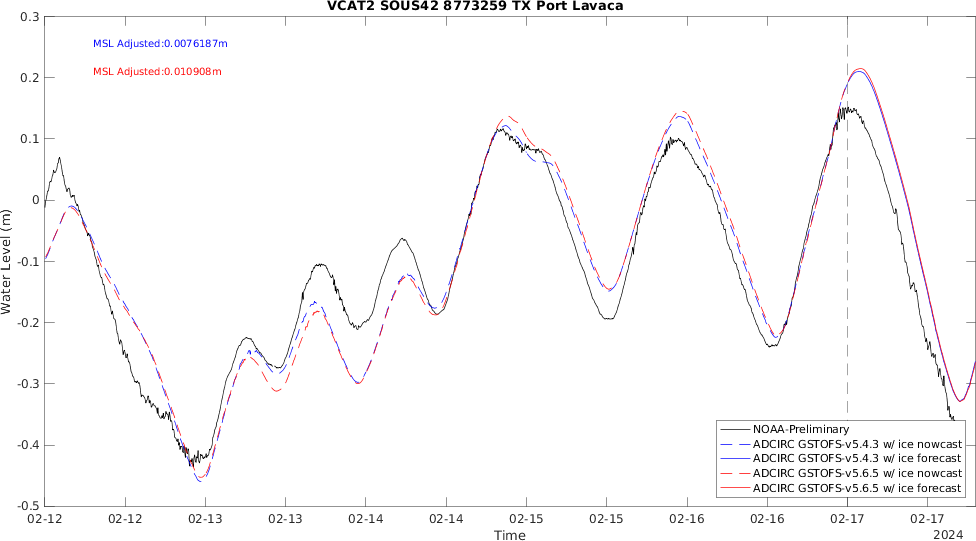 VCAT2 SOUS42 8773259 TX Port Lavaca
MSL Adjusted:0.0076187m
MSL Adjusted:0.010908m
0.3
0.2
0.1
0
-0.1
-0.2
-0.3
-0.4
-0.5
Water Level (m)
NOAA-Preliminary
ADCIRC GSTOFS-v5.4.3 w/ ice nowcast
ADCIRC GSTOFS-v5.4.3 w/ ice forecast
ADCIRC GSTOFS-v5.6.5 w/ ice nowcast
ADCIRC GSTOFS-v5.6.5 w/ ice forecast
02-12 02-12 02-13 02-13 02-14 02-14 02-15 02-15 02-16 02-16 02-17 02-17
2024
Time